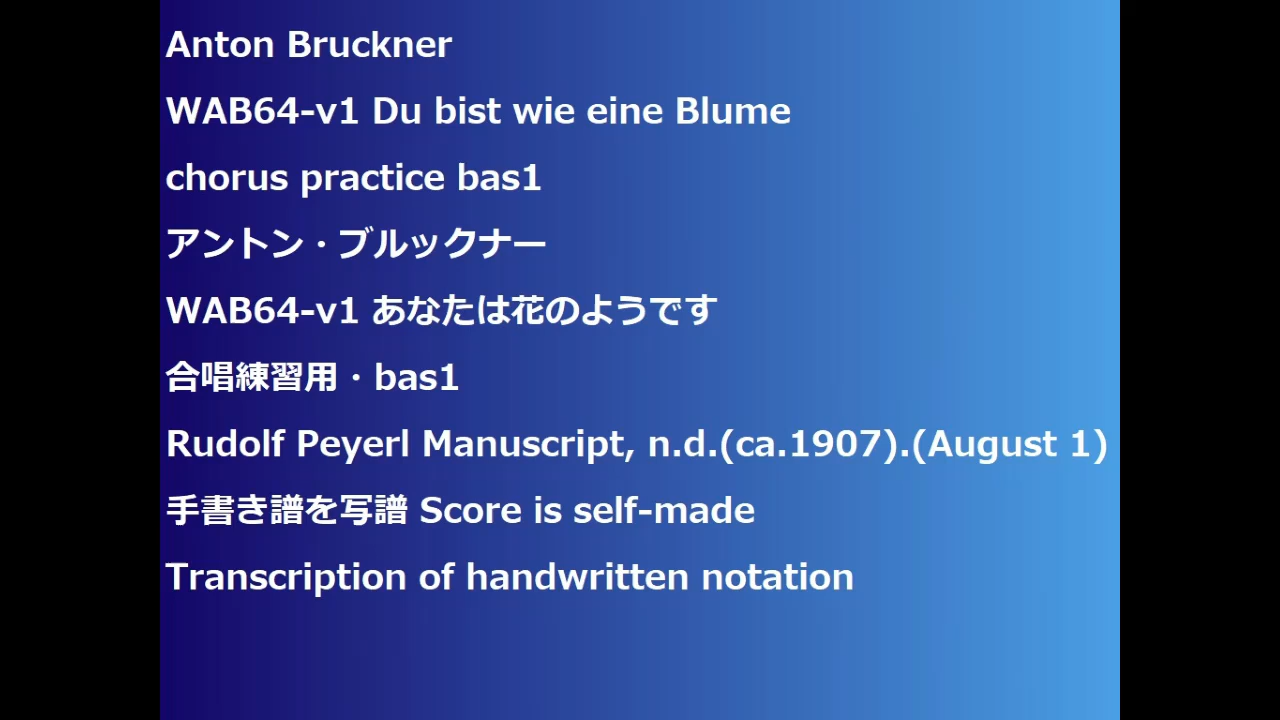 Anton Bruckner
WAB64-v1 Du bist wie eine Blume
chorus practice bas1
アントン・ブルックナー
WAB64-v1 あなたは花のようです
合唱練習用・bas1
Rudolf Peyerl Manuscript, n.d.(ca.1907).(August 1)
手書き譜を写譜 Score is self-made
Transcription of handwritten notation